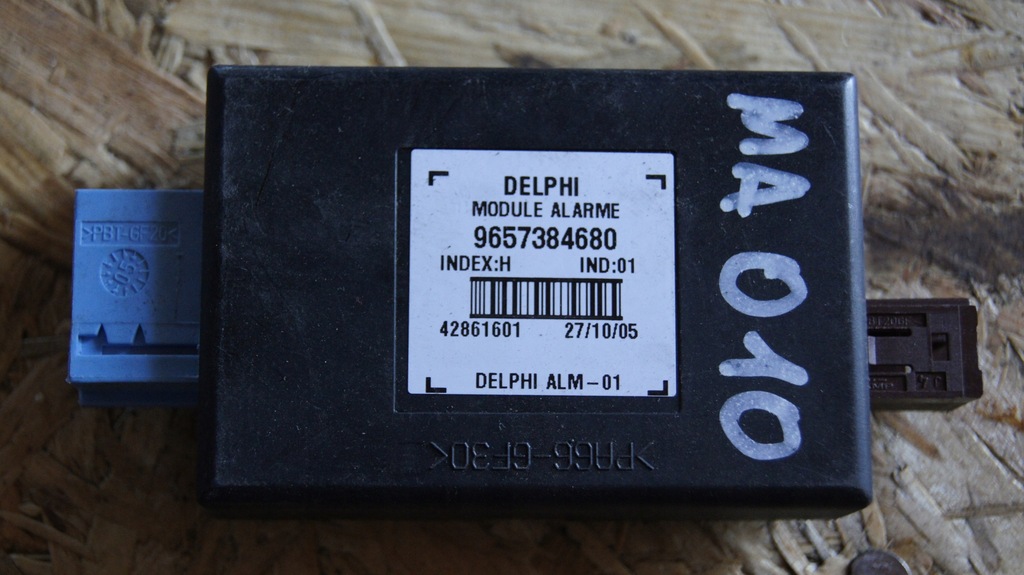 DELPHI
MODULE ALARME
9657384680
INDEX:H IND:01
42861601 27/10/05
DELPHI ALM-01
MA 010
>PA66-GF30<
>PBT-GF20<